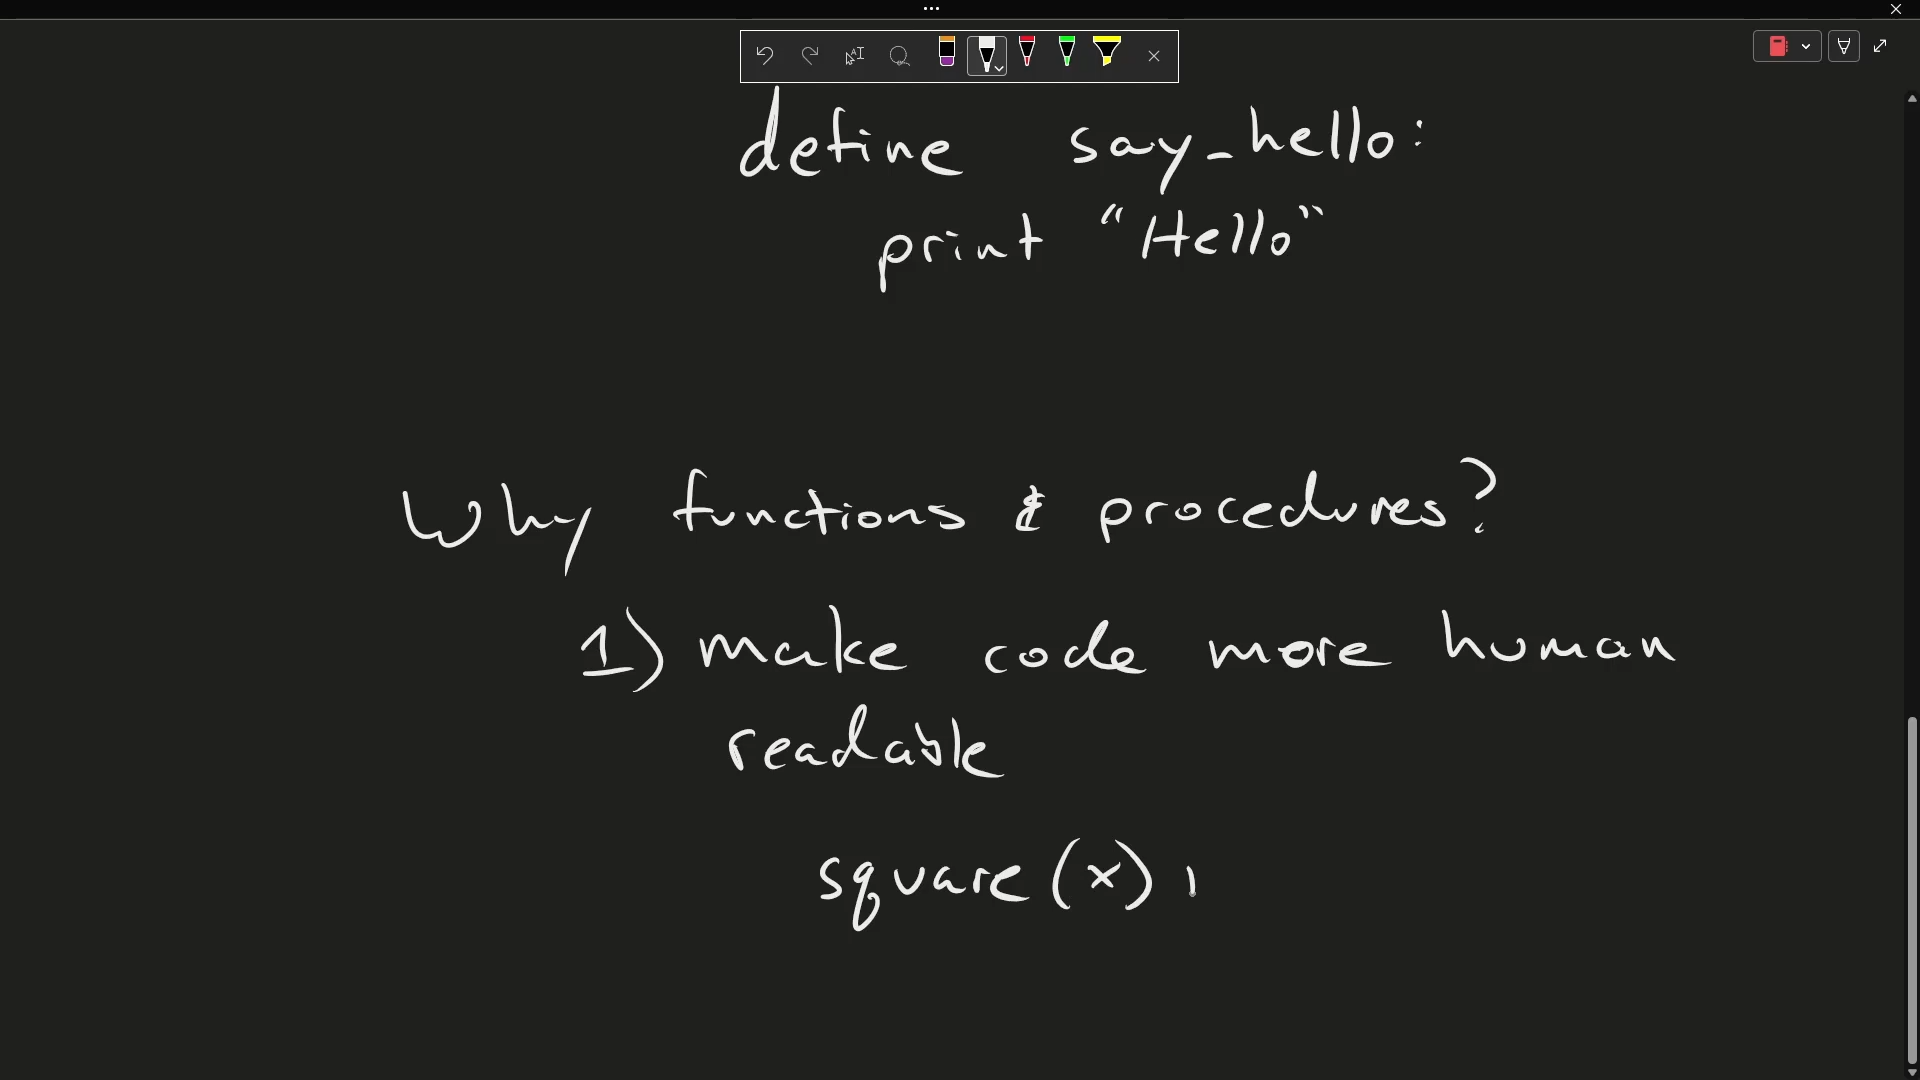 define say_hello:
print "Hello"
Why functions & procedures?
1) make code more human
readable
square(x)